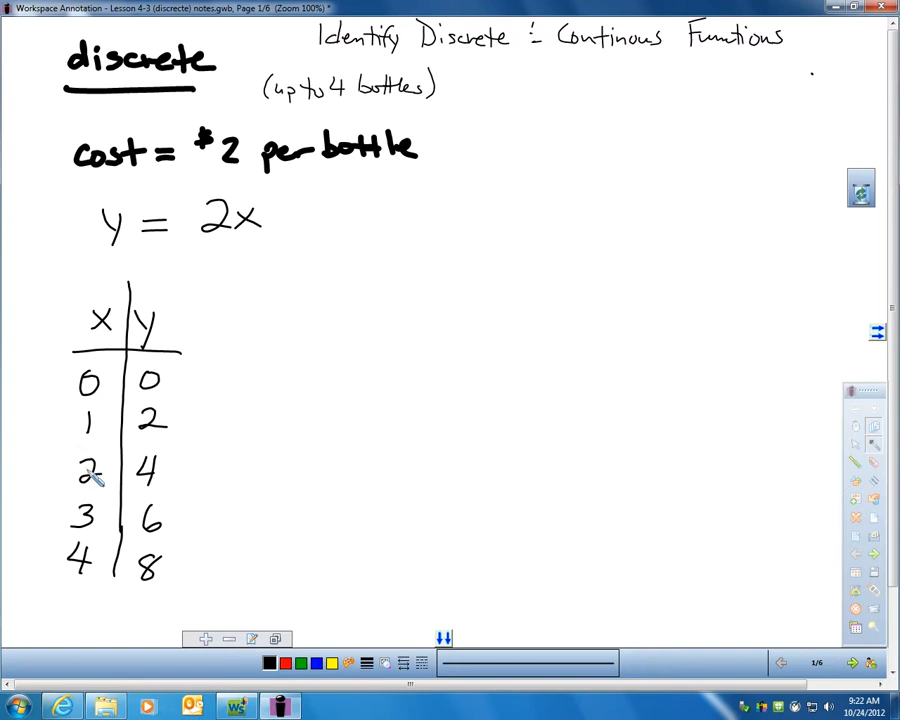 Workspace Annotation - Lesson 4-3 (discrecte) notes.gwb, Page 1/6 (Zoom 100%) *
Identify Discrete & Continous Functions
discrete
(up to 4 bottles)
cost = $2 per bottle
y = 2x
x y
0 0
1 2
2 4
3 6
4 8
1/6
9:22 AM
10/24/2012